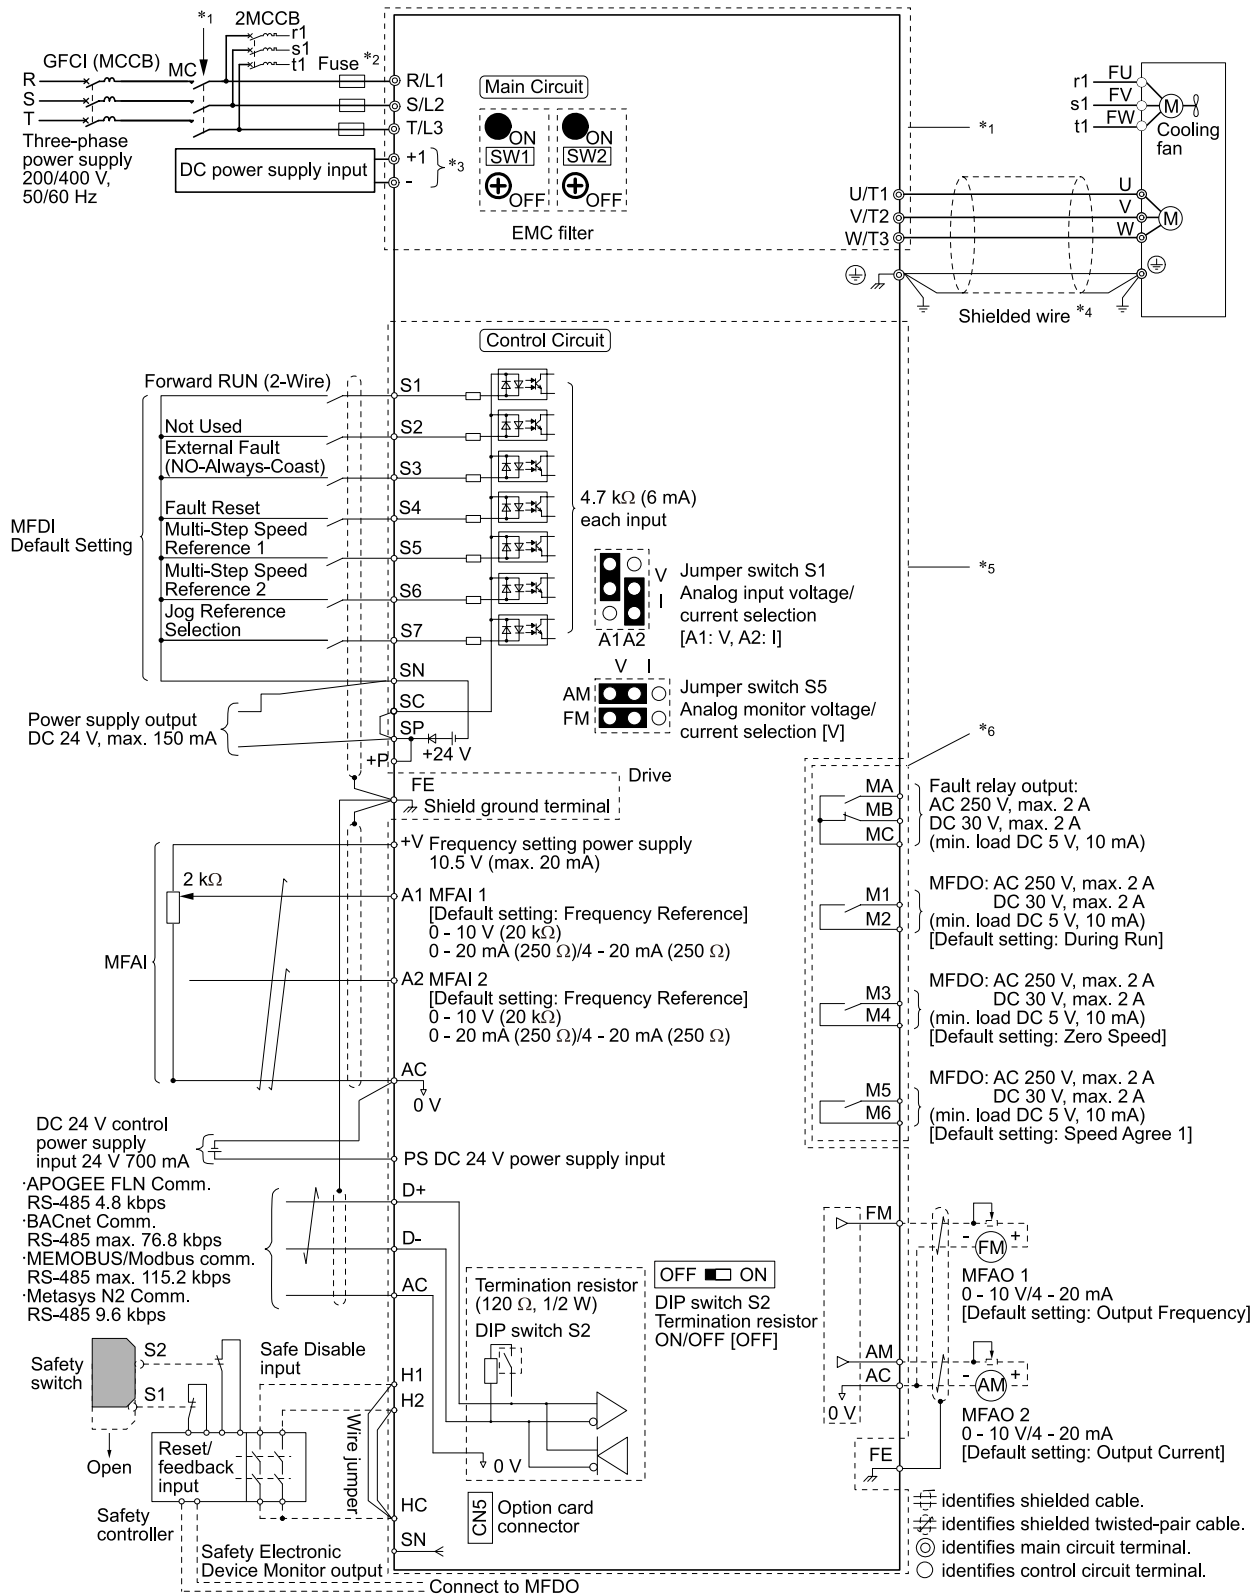 *1
2MCCB
r1
s1
t1
GFCI (MCCB)
MC
Fuse *2
R
S
T
Three-phase
power supply
200/400 V,
50/60 Hz
R/L1
S/L2
T/L3
DC power supply input
+1
-
*3
Main Circuit
ON
SW1
OFF
ON
SW2
OFF
EMC filter
*1
r1
s1
t1
FU
FV
FW
M
Cooling
fan
U/T1
V/T2
W/T3
U
V
W
M
Shielded wire *4
Control Circuit
MFDI
Default Setting
Forward RUN (2-Wire)
Not Used
External Fault
(NO-Always-Coast)
Fault Reset
Multi-Step Speed
Reference 1
Multi-Step Speed
Reference 2
Jog Reference
Selection
S1
S2
S3
S4
S5
S6
S7
SN
SC
SP
+P
+24 V
Power supply output
DC 24 V, max. 150 mA
4.7 kΩ (6 mA)
each input
V
I
A1 A2
Jumper switch S1
Analog input voltage/
current selection
[A1: V, A2: I]
V I
AM
FM
Jumper switch S5
Analog monitor voltage/
current selection [V]
*5
*6
Drive
FE
Shield ground terminal
MFAI
2 kΩ
+V Frequency setting power supply
10.5 V (max. 20 mA)
A1 MFAI 1
[Default setting: Frequency Reference]
0 - 10 V (20 kΩ)
0 - 20 mA (250 Ω)/4 - 20 mA (250 Ω)
A2 MFAI 2
[Default setting: Frequency Reference]
0 - 10 V (20 kΩ)
0 - 20 mA (250 Ω)/4 - 20 mA (250 Ω)
AC
0 V
MA
MB
MC
Fault relay output:
AC 250 V, max. 2 A
DC 30 V, max. 2 A
(min. load DC 5 V, 10 mA)
M1
M2
MFDO: AC 250 V, max. 2 A
DC 30 V, max. 2 A
(min. load DC 5 V, 10 mA)
[Default setting: During Run]
M3
M4
MFDO: AC 250 V, max. 2 A
DC 30 V, max. 2 A
(min. load DC 5 V, 10 mA)
[Default setting: Zero Speed]
M5
M6
MFDO: AC 250 V, max. 2 A
DC 30 V, max. 2 A
(min. load DC 5 V, 10 mA)
[Default setting: Speed Agree 1]
DC 24 V control
power supply
input 24 V 700 mA
PS DC 24 V power supply input
·APOGEE FLN Comm.
RS-485 4.8 kbps
·BACnet Comm.
RS-485 max. 76.8 kbps
·MEMOBUS/Modbus comm.
RS-485 max. 115.2 kbps
·Metasys N2 Comm.
RS-485 9.6 kbps
D+
D-
AC
Termination resistor
(120 Ω, 1/2 W)
DIP switch S2
0 V
OFF ON
DIP switch S2
Termination resistor
ON/OFF [OFF]
FM
- +
FM
MFAO 1
0 - 10 V/4 - 20 mA
[Default setting: Output Frequency]
AM
AC
0 V
- +
AM
MFAO 2
0 - 10 V/4 - 20 mA
[Default setting: Output Current]
FE
Safety
switch
S2
S1
Open
Safe Disable
input
Reset/
feedback
input
Safety
controller
H1
H2
Wire jumper
HC
SN
CN5
Option card
connector
Safety Electronic
Device Monitor output
Connect to MFDO
identifies shielded cable.
identifies shielded twisted-pair cable.
identifies main circuit terminal.
identifies control circuit terminal.